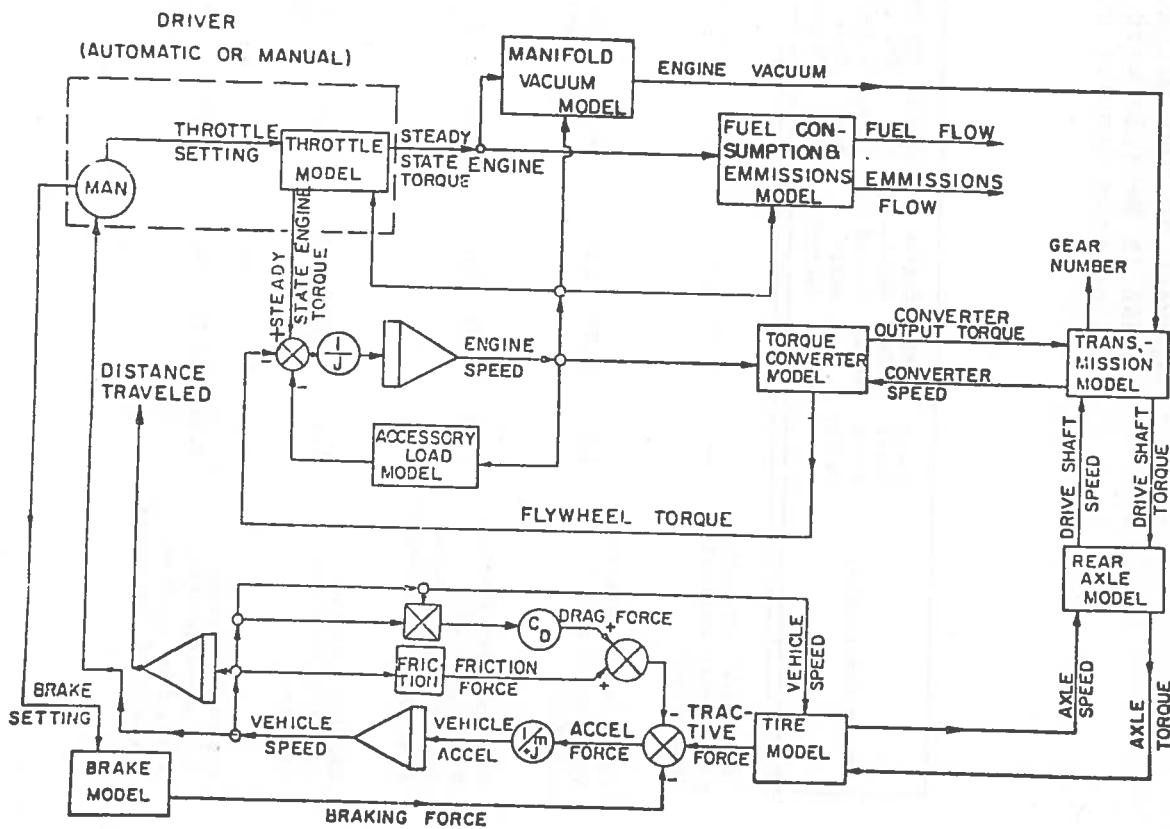 DRIVER
(AUTOMATIC OR MANUAL)
MAN
THROTTLE
SETTING
THROTTLE
MODEL
STEADY
STATE ENGINE
TORQUE
MANIFOLD
VACUUM
MODEL
ENGINE VACUUM
FUEL CON-
SUMPTION &
EMMISSIONS
MODEL
FUEL FLOW
EMMISSIONS
FLOW
GEAR
NUMBER
+STEADY
STATE ENGINE
TORQUE
-
-
1/J
ENGINE
SPEED
ACCESSORY
LOAD
MODEL
TORQUE
CONVERTER
MODEL
CONVERTER
OUTPUT TORQUE
CONVERTER
SPEED
TRANS-
MISSION
MODEL
FLYWHEEL TORQUE
DRIVE SHAFT
SPEED
DRIVE SHAFT
TORQUE
REAR
AXLE
MODEL
DISTANCE
TRAVELED
CD
DRAG FORCE
+
FRIC
TION
FRICTION
FORCE
+
VEHICLE
SPEED
BRAKE
SETTING
VEHICLE
SPEED
VEHICLE
ACCEL
1/m+J
ACCEL
FORCE
-
-
TRAC-
TIVE
FORCE
TIRE
MODEL
AXLE
SPEED
AXLE
TORQUE
BRAKE
MODEL
BRAKING FORCE